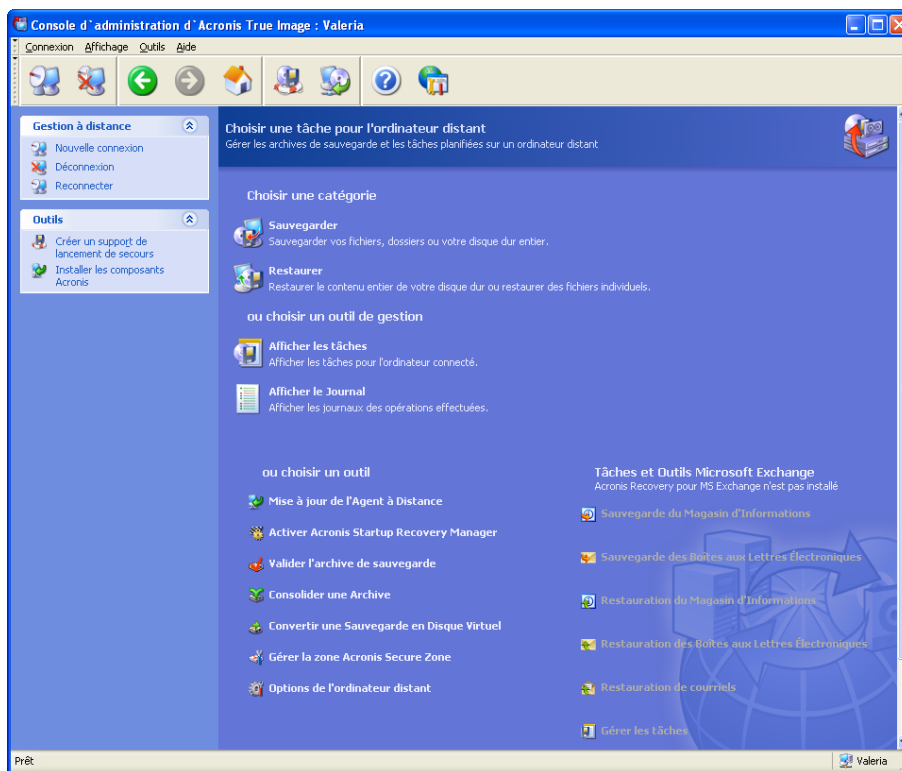 Console d`administration d`Acronis True Image : Valeria
Connexion Affichage Outils Aide
Gestion à distance
Nouvelle connexion
Déconnexion
Reconnecter
Outils
Créer un support de
lancement de secours
Installer les composants
Acronis
Choisir une tâche pour l'ordinateur distant
Gérer les archives de sauvegarde et les tâches planifiées sur un ordinateur distant
Choisir une catégorie
Sauvegarder
Sauvegarder vos fichiers, dossiers ou votre disque dur entier.
Restaurer
Restaurer le contenu entier de votre disque dur ou restaurer des fichiers individuels.
ou choisir un outil de gestion
Afficher les tâches
Afficher les tâches pour l'ordinateur connecté.
Afficher le Journal
Afficher les journaux des opérations effectuées.
ou choisir un outil
Mise à jour de l'Agent à Distance
Activer Acronis Startup Recovery Manager
Valider l'archive de sauvegarde
Consolider une Archive
Convertir une Sauvegarde en Disque Virtuel
Gérer la zone Acronis Secure Zone
Options de l'ordinateur distant
Tâches et Outils Microsoft Exchange
Acronis Recovery pour MS Exchange n'est pas installé
Sauvegarde du Magasin d'Informations
Sauvegarde des Boîtes aux Lettres Électroniques
Restauration du Magasin d'Informations
Restauration des Boîtes aux Lettres Électroniques
Restauration de courriels
Gérer les tâches
Prêt
Valeria